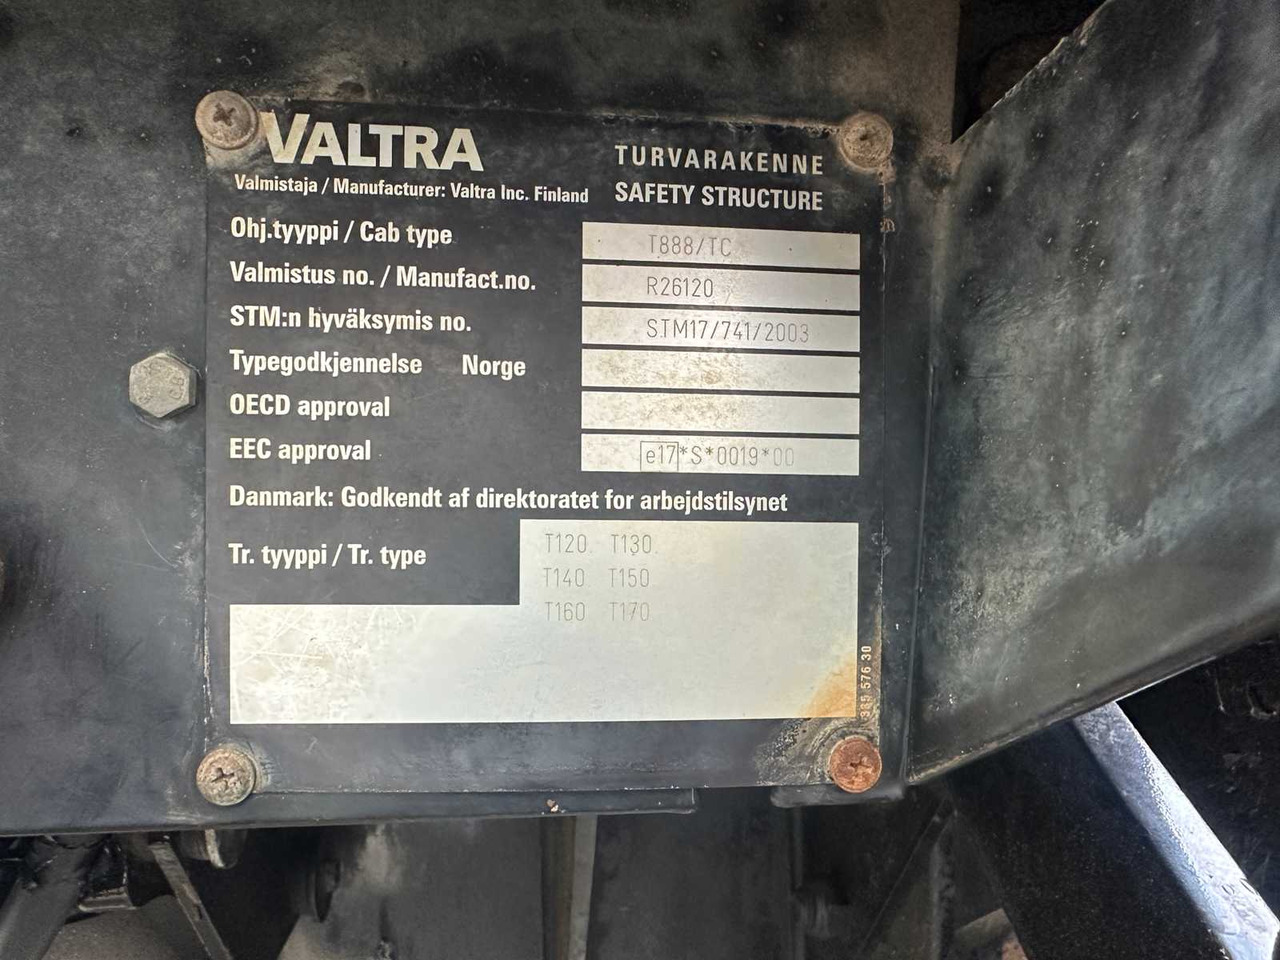 VALTRA
TURVARAKENNE
Valmistaja / Manufacturer: Valtra Inc. Finland
SAFETY STRUCTURE
Ohj.tyyppi / Cab type T888/TC
Valmistus no. / Manufact.no. R26120
STM:n hyväksymis no. STM17/741/2003
Typegodkjennelse Norge
OECD approval
EEC approval e17*S*0019*00
Danmark: Godkendt af direktoratet for arbejdstilsynet
Tr. tyyppi / Tr. type T120. T130.
T140 T150
T160 T170
385 576 30